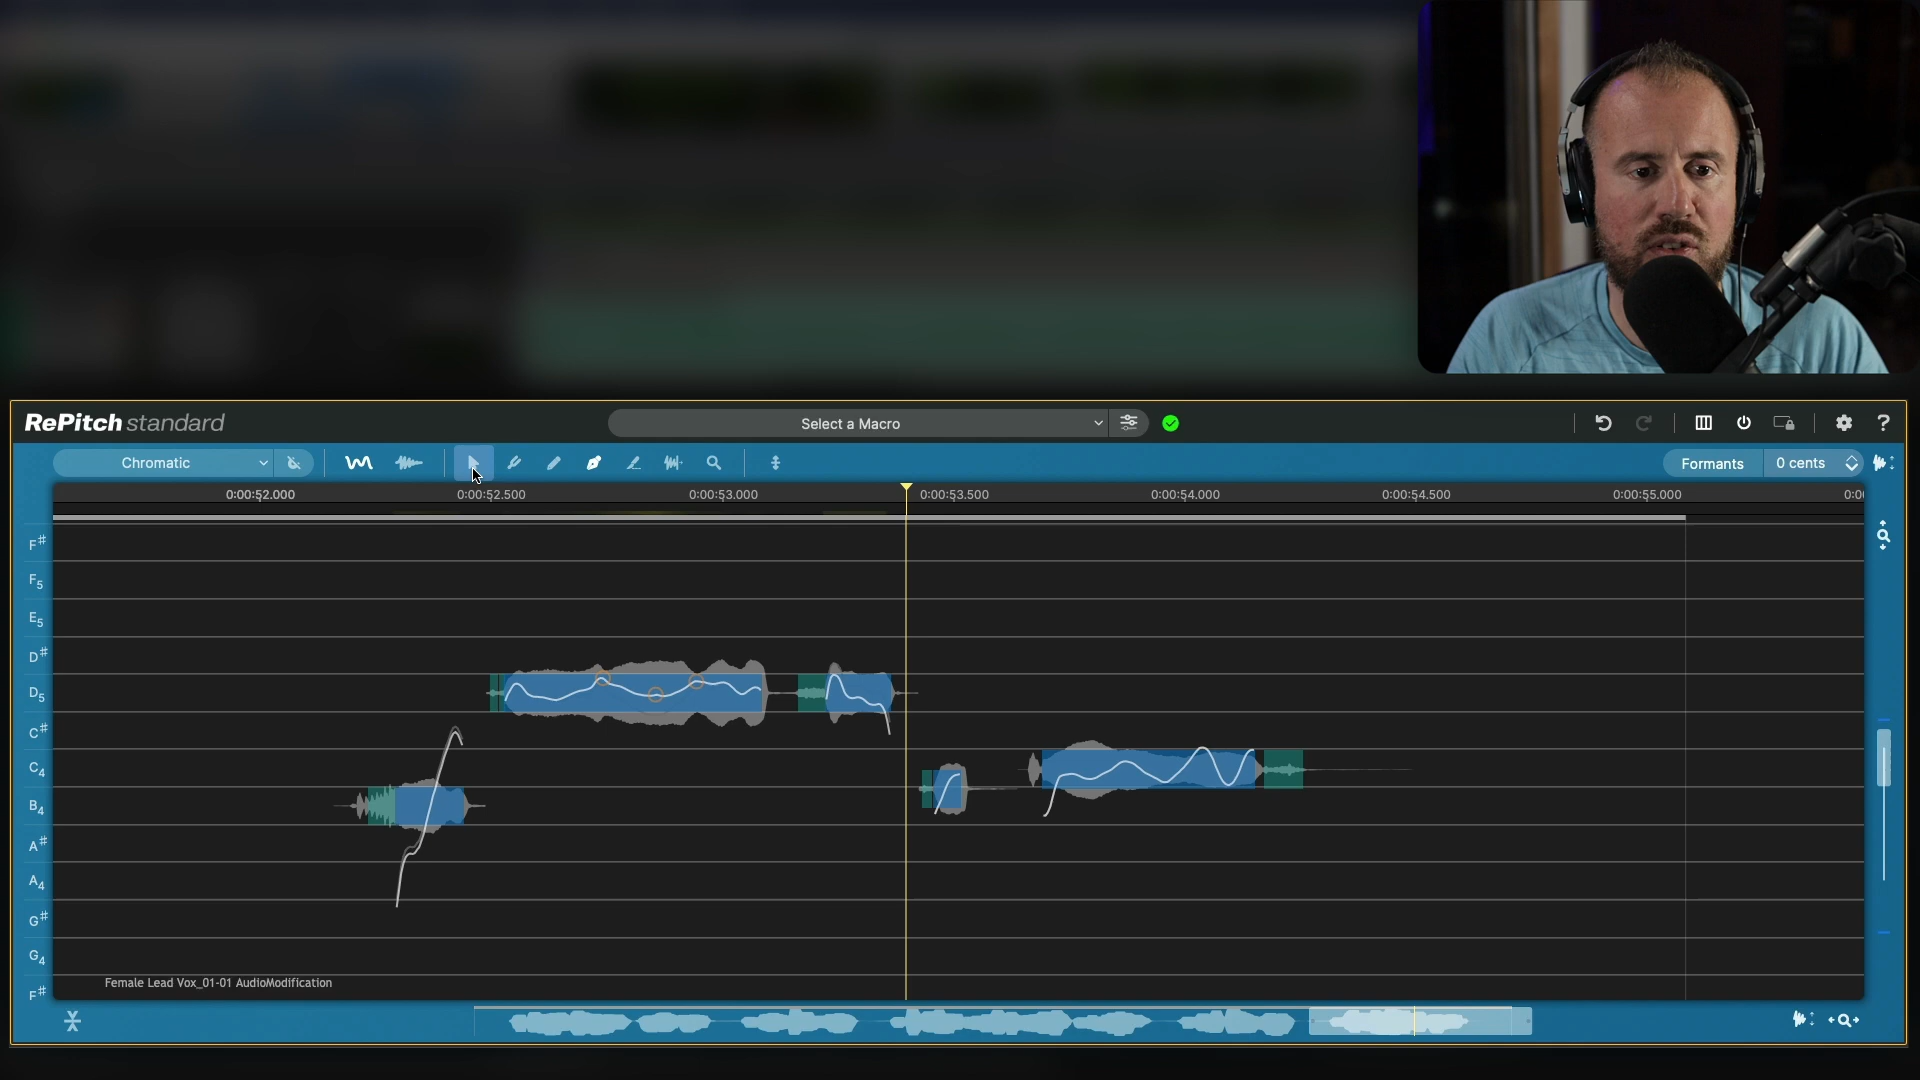 RePitch standard
Select a Macro
?
Chromatic
Formants
0 cents
0:00:52.000 0:00:52.500 0:00:53.000 0:00:53.500 0:00:54.000 0:00:54.500 0:00:55.000 0:00
F#
F5
E5
D#
D5
C#
C4
B4
A#
A4
G#
G4
F#
Female Lead Vox_01-01 AudioModification